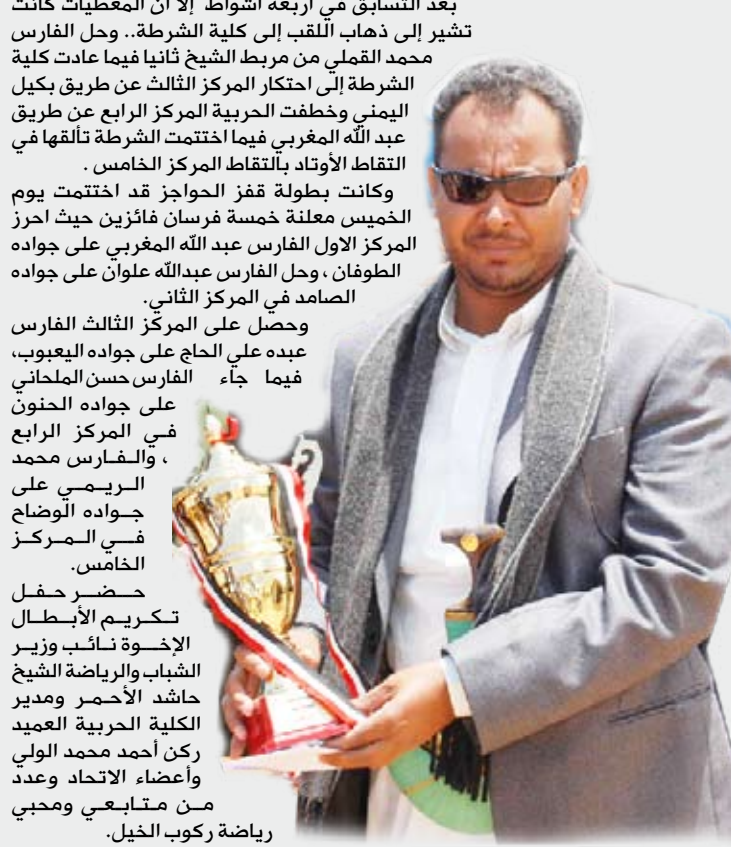 بعد التسابق في أربعة أشواط إلا أن المعطيات كانت
تشير إلى ذهاب اللقب إلى كلية الشرطة.. وحل الفارس
محمد القملي من مربط الشيخ ثانيا فيما عادت كلية
الشرطة إلى احتكار المركز الثالث عن طريق بكيل
اليمني وخطفت الحربية المركز الرابع عن طريق
عبد الله المغربي فيما اختتمت الشرطة تألقها في
التقاط الأوتاد بالتقاط المركز الخامس .
وكانت بطولة قفز الحواجز قد اختتمت يوم
الخميس معلنة خمسة فرسان فائزين حيث احرز
المركز الاول الفارس عبد الله المغربي على جواده
الطوفان ، وحل الفارس عبدالله علوان على جواده
الصامد في المركز الثاني.
وحصل على المركز الثالث الفارس
عبده علي الحاج على جواده اليعبوب،
فيما جاء الفارس حسن الملحاني
على جواده الحنون
في المركز الرابع
، والفارس محمد
الريمي على
جواده الوضاح
في المركز
الخامس.
حضر حفل
تكريم الأبطال
الإخوة نائب وزير
الشباب والرياضة الشيخ
حاشد الأحمر ومدير
الكلية الحربية العميد
ركن أحمد محمد الولي
وأعضاء الاتحاد وعدد
من متابعي ومحبي
رياضة ركوب الخيل.